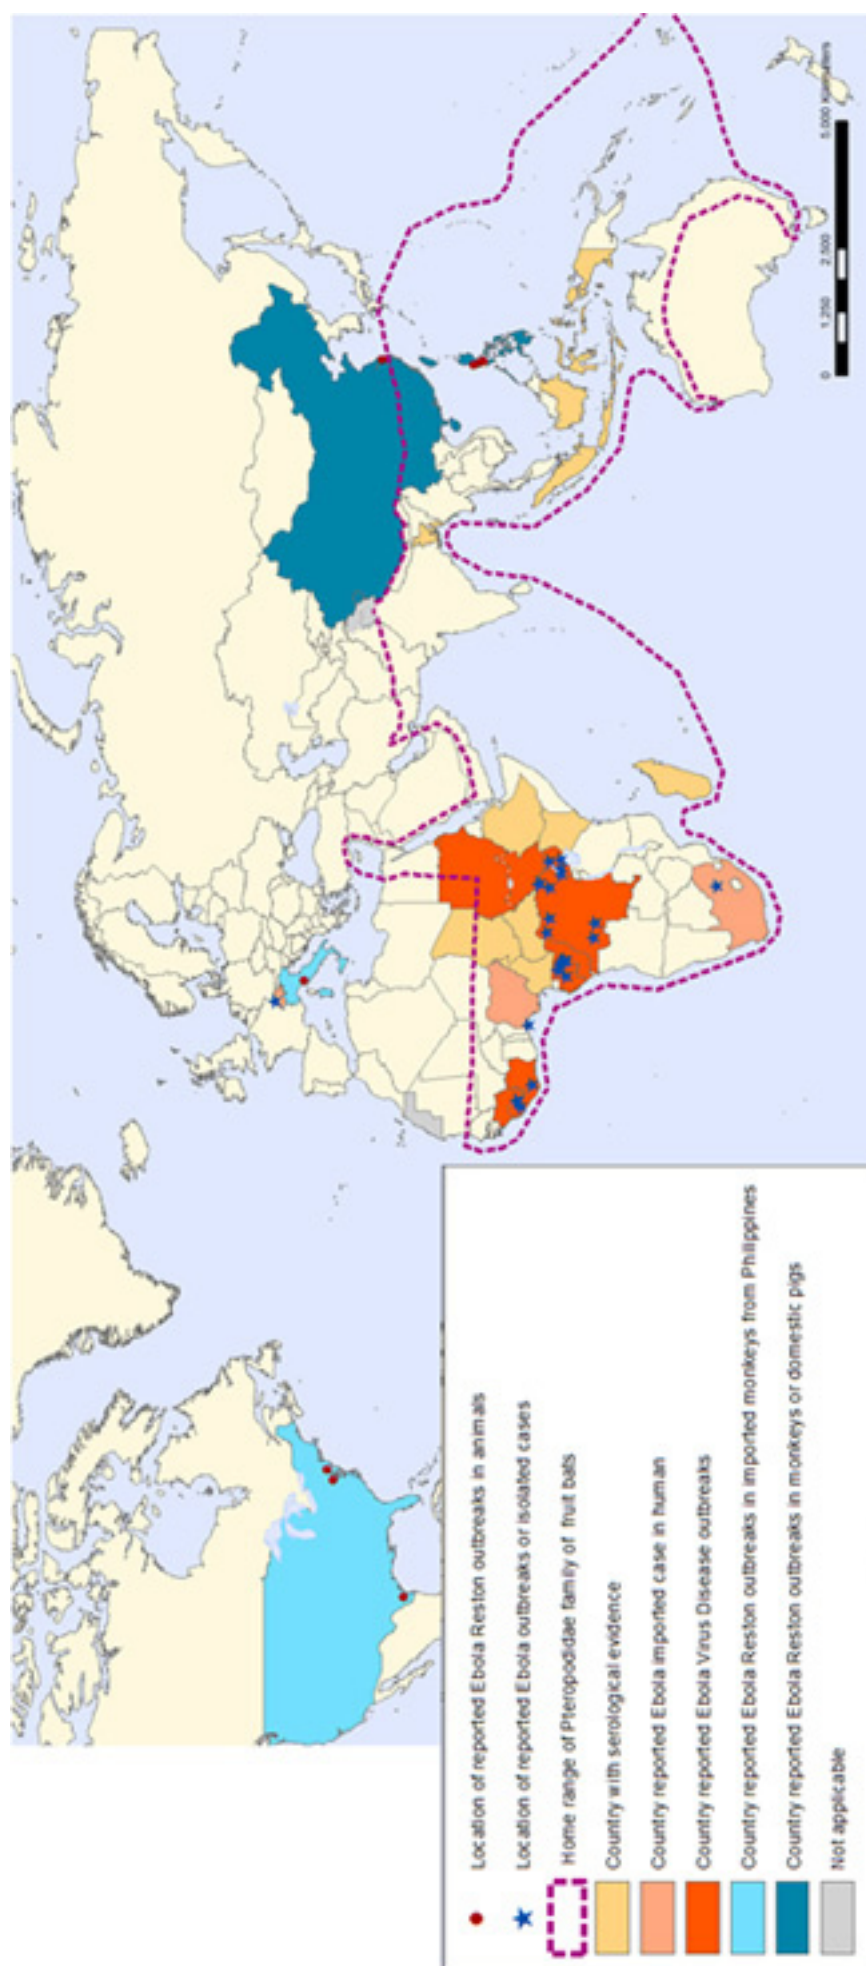 Location of reported Ebola Reston outbreaks in animals
Location of reported Ebola outbreaks or isolated cases
Home range of Pteropodidae family of fruit bats
Country with serological evidence
Country reported Ebola imported case in human
Country reported Ebola Virus Disease outbreaks
Country reported Ebola Reston outbreaks in imported monkeys from Philippines
Country reported Ebola Reston outbreaks in monkeys or domestic pigs
Not applicable
0 1,250 2,500 5,000 Kilometers